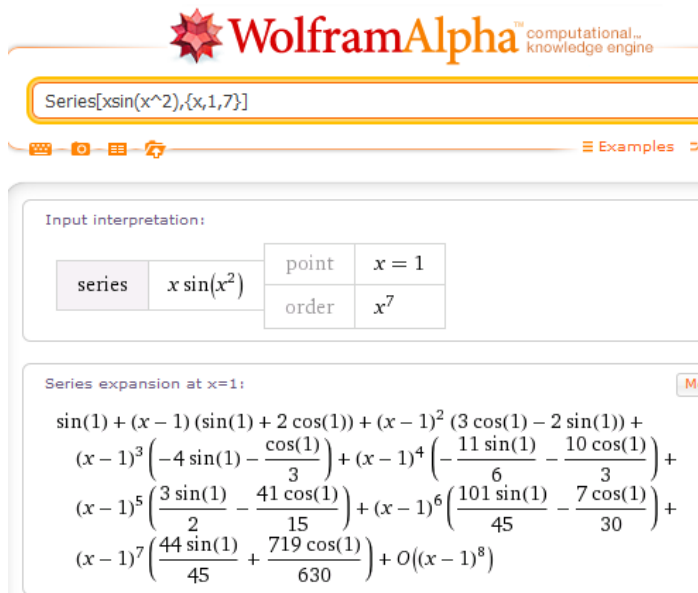 WolframAlpha™ computational... knowledge engine
Series[xsin(x^2),{x,1,7}]
Examples
Input interpretation:
series x sin(x²) point x = 1
order x⁷
Series expansion at x=1:
sin(1) + (x − 1) (sin(1) + 2 cos(1)) + (x − 1)² (3 cos(1) − 2 sin(1)) +
(x − 1)³ (−4 sin(1) − cos(1)/3) + (x − 1)⁴ (−11 sin(1)/6 − 10 cos(1)/3) +
(x − 1)⁵ (3 sin(1)/2 − 41 cos(1)/15) + (x − 1)⁶ (101 sin(1)/45 − 7 cos(1)/30) +
(x − 1)⁷ (44 sin(1)/45 + 719 cos(1)/630) + O((x − 1)⁸)